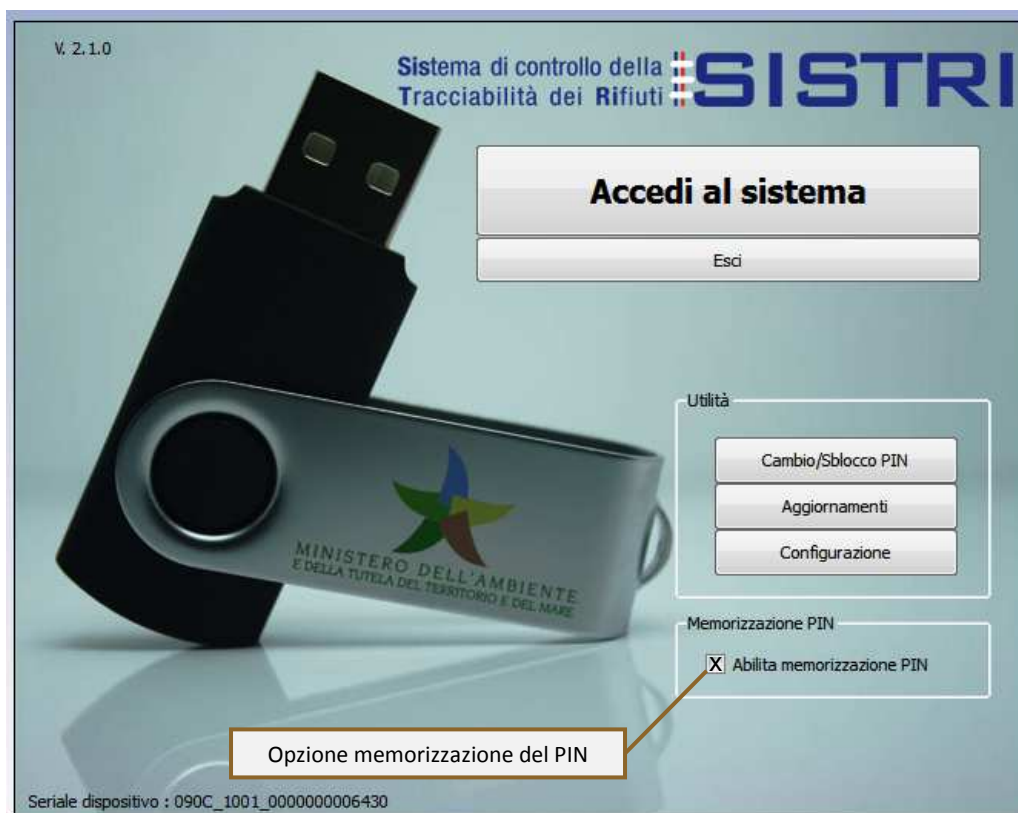 V. 2.1.0
Sistema di controllo della
Tracciabilità dei Rifiuti
SISTRI
Accedi al sistema
Esci
Utilità
Cambio/Sblocco PIN
Aggiornamenti
Configurazione
MINISTERO DELL'AMBIENTE
E DELLA TUTELA DEL TERRITORIO E DEL MARE
Memorizzazione PIN
X Abilita memorizzazione PIN
Opzione memorizzazione del PIN
Seriale dispositivo : 090C_1001_0000000006430